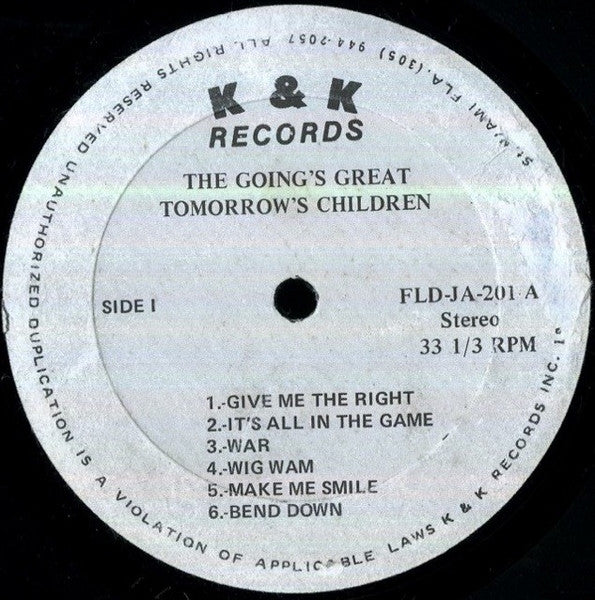 K & K
RECORDS
THE GOING'S GREAT
TOMORROW'S CHILDREN
SIDE I
FLD-JA-201 A
Stereo
33 1/3 RPM
1.-GIVE ME THE RIGHT
2.-IT'S ALL IN THE GAME
3.-WAR
4.-WIG WAM
5.-MAKE ME SMILE
6.-BEND DOWN
St. MIAMI FLA. (305) 944-2057 ALL RIGHTS RESERVED UNAUTHORIZED DUPLICATION IS A VIOLATION OF APPLICABLE LAWS K & K RECORDS INC.